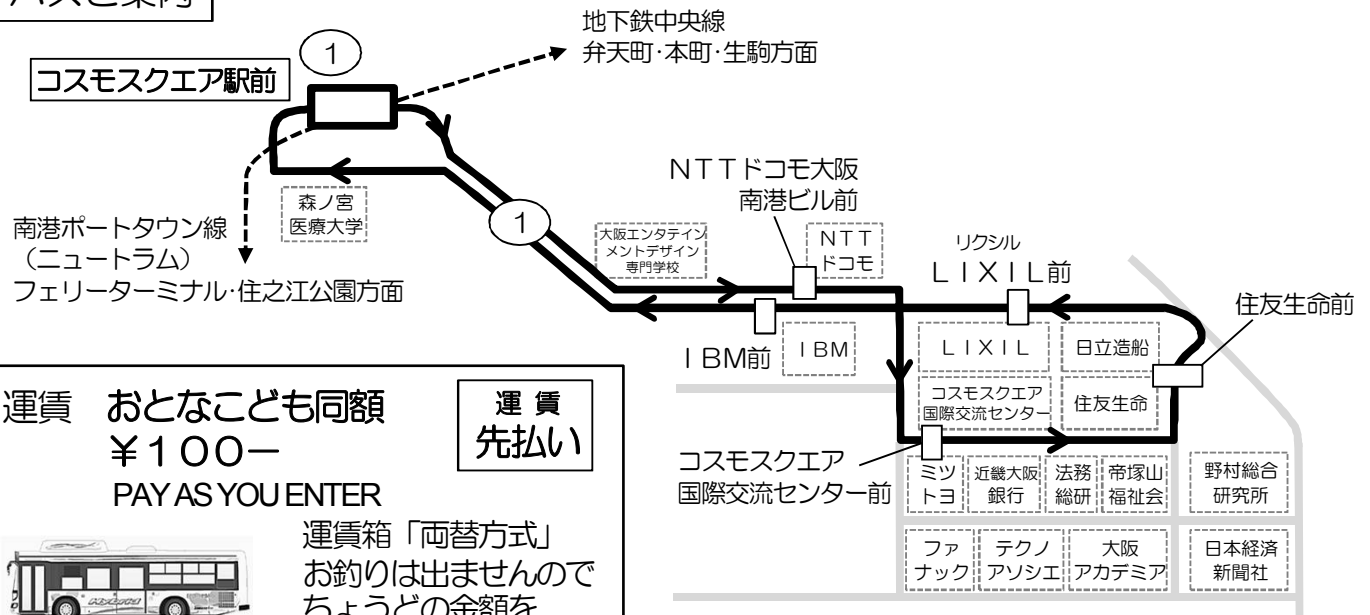 バスご案内
地下鉄中央線
弁天町・本町・生駒方面
1
コスモスクエア駅前
森ノ宮
医療大学
南港ポートタウン線
（ニュートラム）
フェリーターミナル・住之江公園方面
1
大阪エンタテイン
メントデザイン
専門学校
ＮＴＴドコモ大阪
南港ビル前
ＮＴＴ
ドコモ
リクシル
ＬＩＸＩＬ前
住友生命前
ＩＢＭ前
ＩＢＭ
ＬＩＸＩＬ
日立造船
コスモスクエア
国際交流センター
住友生命
コスモスクエア
国際交流センター前
ミツ
トヨ
近畿大阪
銀行
法務
総研
帝塚山
福祉会
野村総合
研究所
ファ
ナック
テクノ
アソシエ
大阪
アカデミア
日本経済
新聞社
運賃 おとなこども同額
￥１００－
PAY AS YOU ENTER
運賃
先払い
運賃箱「両替方式」
お釣りは出ませんので
ちょうどの金額を